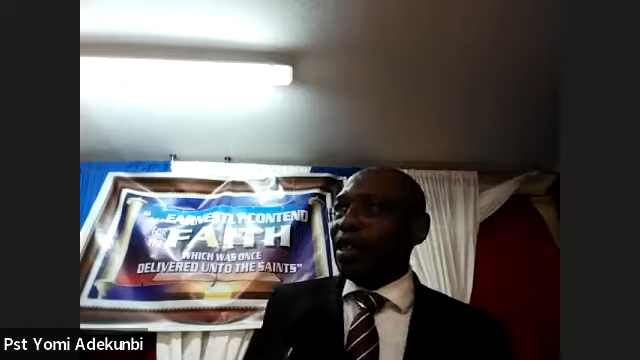 "...EARNESTLY CONTEND
FOR
THE FAITH
WHICH WAS ONCE
DELIVERED UNTO THE SAINTS"
Pst Yomi Adekunbi